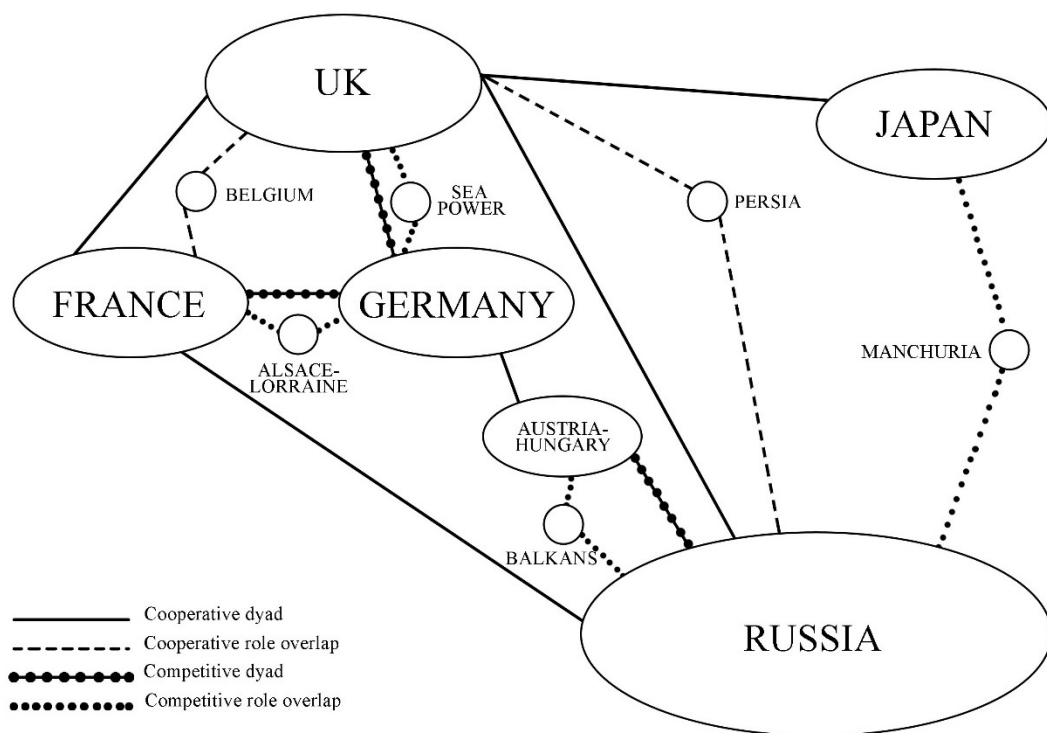 UK
JAPAN
BELGIUM
SEA
POWER
PERSIA
FRANCE
GERMANY
ALSACE-
LORRAINE
MANCHURIA
AUSTRIA-
HUNGARY
BALKANS
RUSSIA
Cooperative dyad
Cooperative role overlap
Competitive dyad
Competitive role overlap